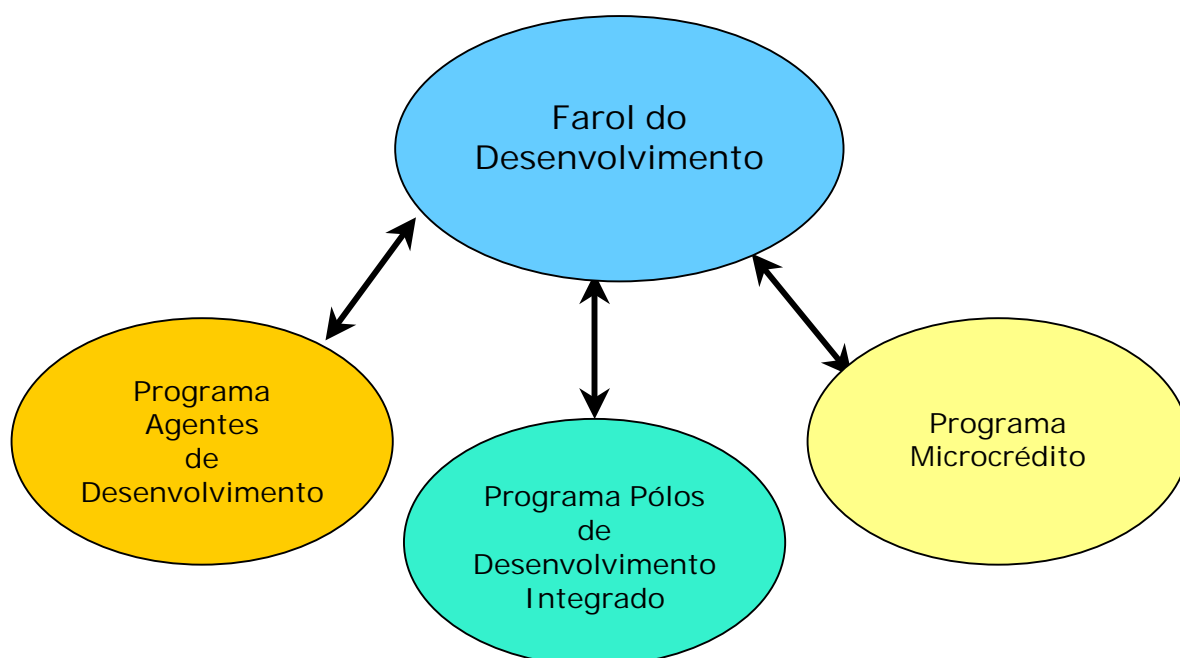 Farol do
Desenvolvimento
Programa
Agentes
de
Desenvolvimento
Programa Pólos
de
Desenvolvimento
Integrado
Programa
Microcrédito